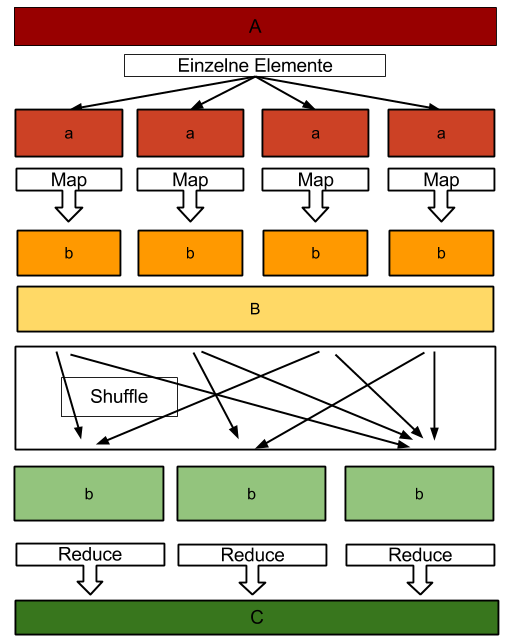 A
Einzelne Elemente
a a a a
Map Map Map Map
b b b b
B
Shuffle
b b b
Reduce Reduce Reduce
C